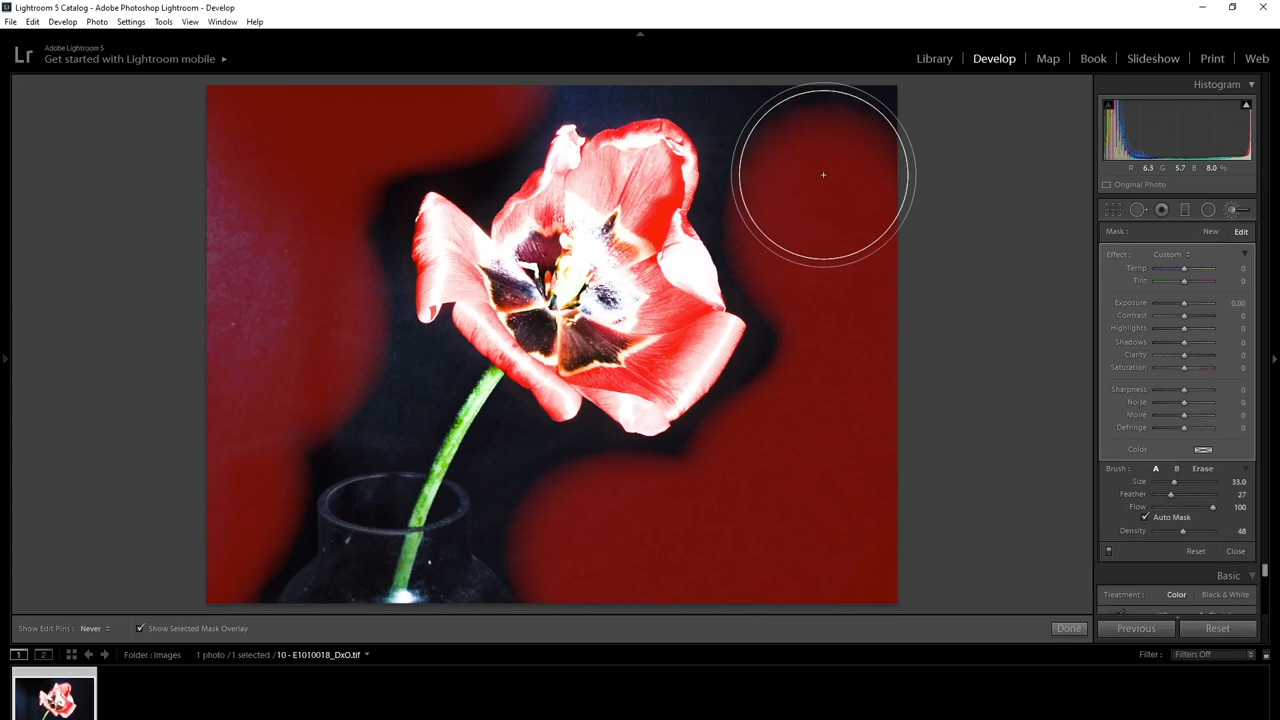 Lightroom 5 Catalog - Adobe Photoshop Lightroom - Develop
File Edit Develop Photo Settings Tools View Window Help
Lr
Adobe Lightroom 5
Get started with Lightroom mobile
Library Develop Map Book Slideshow Print Web
Histogram
R 6.3 G 5.7 B 8.0 %
Original Photo
Mask : New Edit
Effect : Custom
Temp 0
Tint 0
Exposure 0.00
Contrast 0
Highlights 0
Shadows 0
Clarity 0
Saturation 0
Sharpness 0
Noise 0
Moiré 0
Defringe 0
Color
Brush : A B Erase
Size 33.0
Feather 27
Flow 100
Auto Mask
Density 48
Reset Close
Basic
Treatment : Color Black & White
Show Edit Pins : Never Show Selected Mask Overlay Done
Previous Reset
1 2 Folder : Images 1 photo / 1 selected / 10 - E1010018_DxO.tif Filter : Filters Off